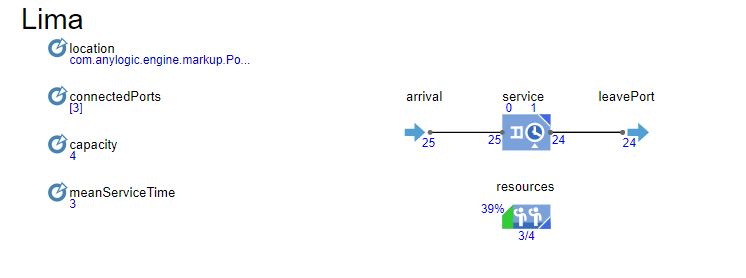 Lima
location
com.anylogic.engine.markup.Po...
connectedPorts
[3]
capacity
4
meanServiceTime
3
arrival
service
leavePort
0 1
25
25
24
24
resources
39%
3/4